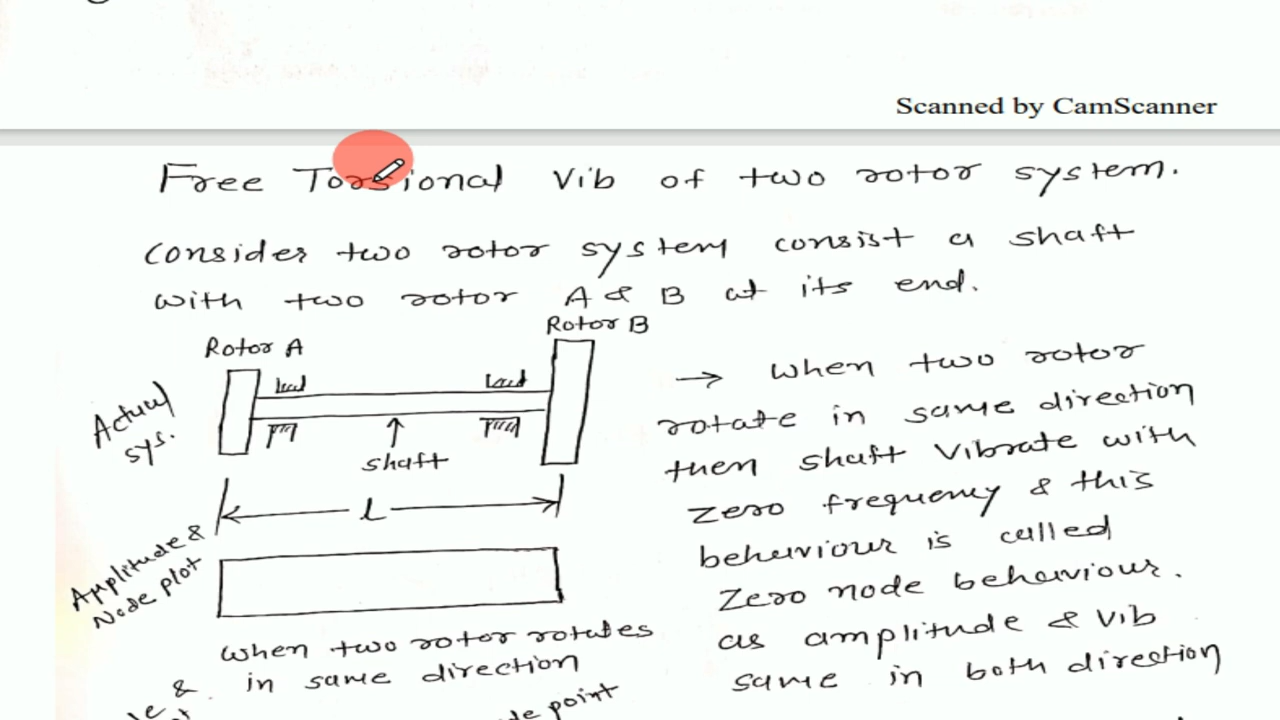 Scanned by CamScanner
Free Torsional Vib of two rotor system.
Consider two rotor system consist a shaft
with two rotor A & B at its end.
Rotor A
Rotor B
Actual
sys.
shaft
l
Amplitude &
Node plot
when two rotor rotates
in same direction
→ when two rotor
rotate in same direction
then shaft vibrate with
zero frequency & this
behaviour is called
zero node behaviour.
as amplitude & vib
same in both direction
&
de point